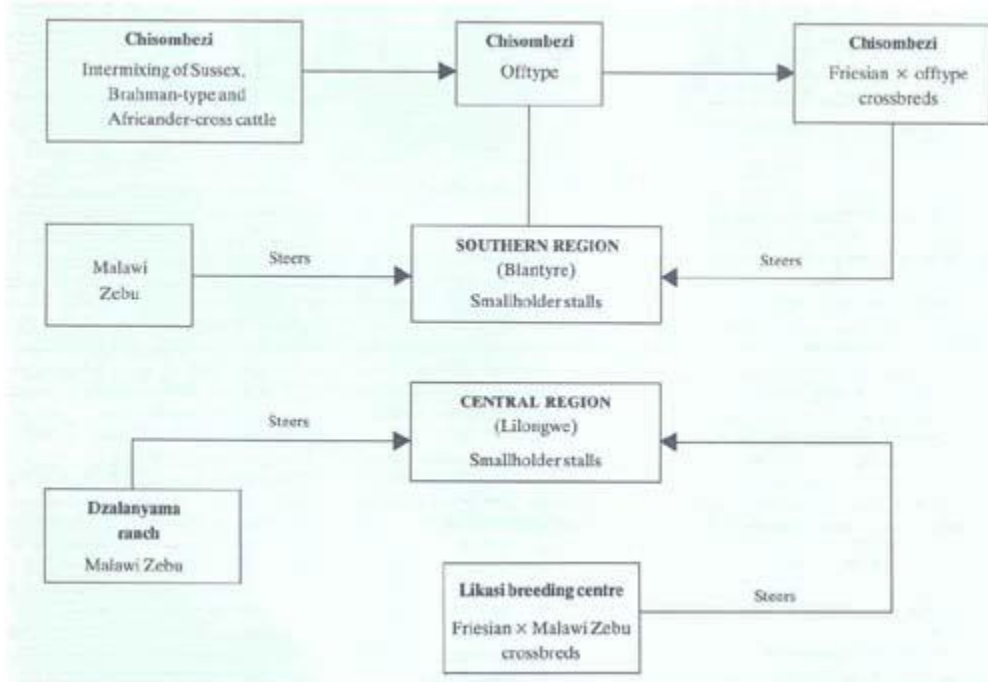 Chisombezi
Intermixing of Sussex,
Brahman-type and
Africander-cross cattle
Chisombezi
Offtype
Chisombezi
Friesian × offtype
crossbreds
Malawi
Zebu
Steers
SOUTHERN REGION
(Blantyre)
Smallholder stalls
Steers
CENTRAL REGION
(Lilongwe)
Smallholder stalls
Steers
Dzalanyama
ranch
Malawi Zebu
Likasi breeding centre
Friesian × Malawi Zebu
crossbreds
Steers